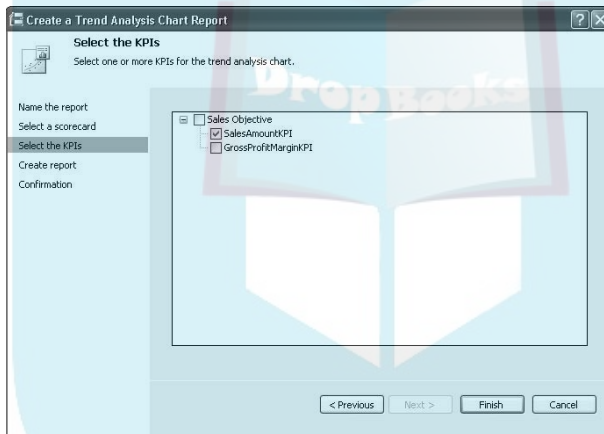 Create a Trend Analysis Chart Report
Select the KPIs
Select one or more KPIs for the trend analysis chart.
DropBooks
Name the report
Select a scorecard
Select the KPIs
Create report
Confirmation
Sales Objective
SalesAmountKPI
GrossProfitMarginKPI
< Previous
Next >
Finish
Cancel